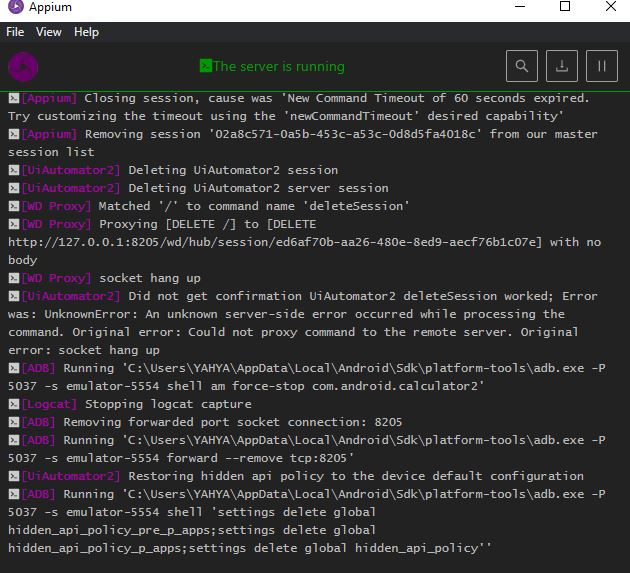 Appium
File View Help
The server is running
[Appium] Closing session, cause was 'New Command Timeout of 60 seconds expired.
Try customizing the timeout using the 'newCommandTimeout' desired capability'
[Appium] Removing session '02a8c571-0a5b-453c-a53c-0d8d5fa4018c' from our master
session list
[UiAutomator2] Deleting UiAutomator2 session
[UiAutomator2] Deleting UiAutomator2 server session
[WD Proxy] Matched '/' to command name 'deleteSession'
[WD Proxy] Proxying [DELETE /] to [DELETE
http://127.0.0.1:8205/wd/hub/session/ed6af70b-aa26-480e-8ed9-aecf76b1c07e] with no
body
[WD Proxy] socket hang up
[UiAutomator2] Did not get confirmation UiAutomator2 deleteSession worked; Error
was: UnknownError: An unknown server-side error occurred while processing the
command. Original error: Could not proxy command to the remote server. Original
error: socket hang up
[ADB] Running 'C:\Users\YAHYA\AppData\Local\Android\Sdk\platform-tools\adb.exe -P
5037 -s emulator-5554 shell am force-stop com.android.calculator2'
[Logcat] Stopping logcat capture
[ADB] Removing forwarded port socket connection: 8205
[ADB] Running 'C:\Users\YAHYA\AppData\Local\Android\Sdk\platform-tools\adb.exe -P
5037 -s emulator-5554 forward --remove tcp:8205'
[UiAutomator2] Restoring hidden api policy to the device default configuration
[ADB] Running 'C:\Users\YAHYA\AppData\Local\Android\Sdk\platform-tools\adb.exe -P
5037 -s emulator-5554 shell 'settings delete global
hidden_api_policy_pre_p_apps;settings delete global
hidden_api_policy_p_apps;settings delete global hidden_api_policy''